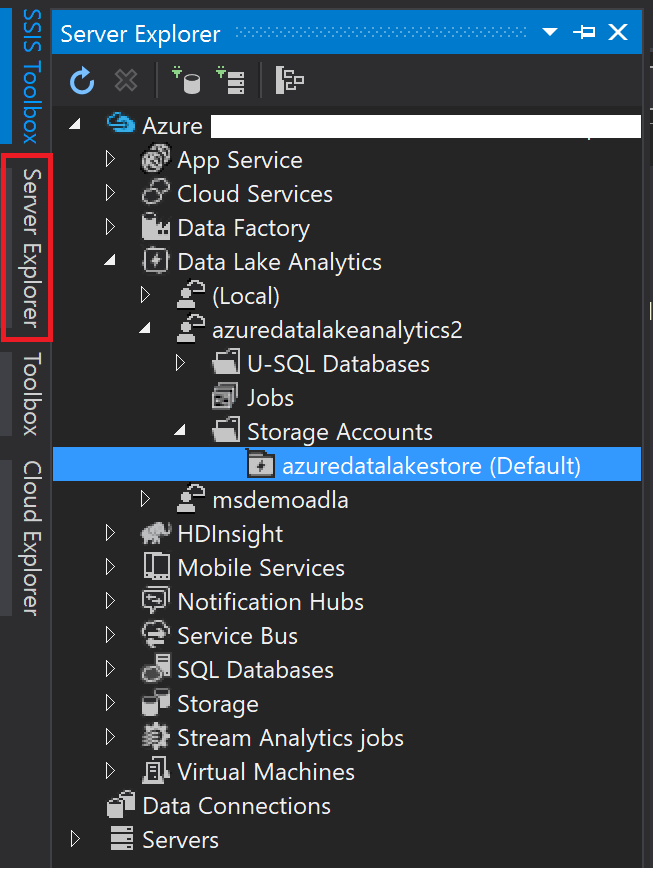 SSIS Toolbox
Server Explorer
Toolbox
Cloud Explorer
Server Explorer
Azure
App Service
Cloud Services
Data Factory
Data Lake Analytics
(Local)
azuredatalakeanalytics2
U-SQL Databases
Jobs
Storage Accounts
azuredatalakestore (Default)
msdemoadla
HDInsight
Mobile Services
Notification Hubs
Service Bus
SQL Databases
Storage
Stream Analytics jobs
Virtual Machines
Data Connections
Servers